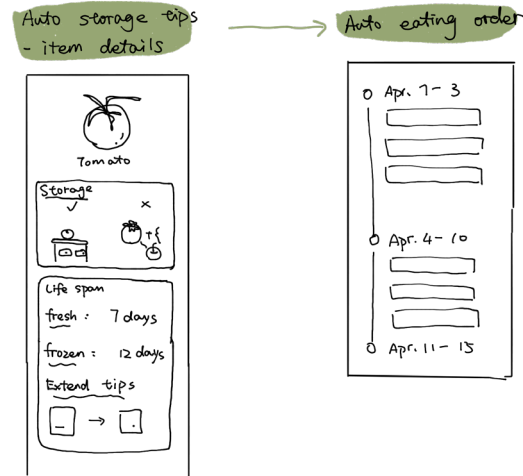 Auto storage tips
- item details
Auto eating order
Tomato
Storage
Life span
fresh : 7 days
frozen : 12 days
Extend tips
Apr. 7 - 3
Apr. 4 - 10
Apr. 11 - 15